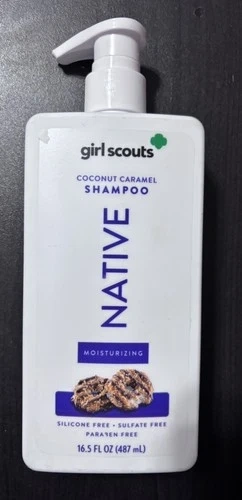 girl scouts
COCONUT CARAMEL
SHAMPOO
NATIVE
MOISTURIZING
SILICONE FREE • SULFATE FREE
PARABEN FREE
16.5 FL OZ (487 mL)